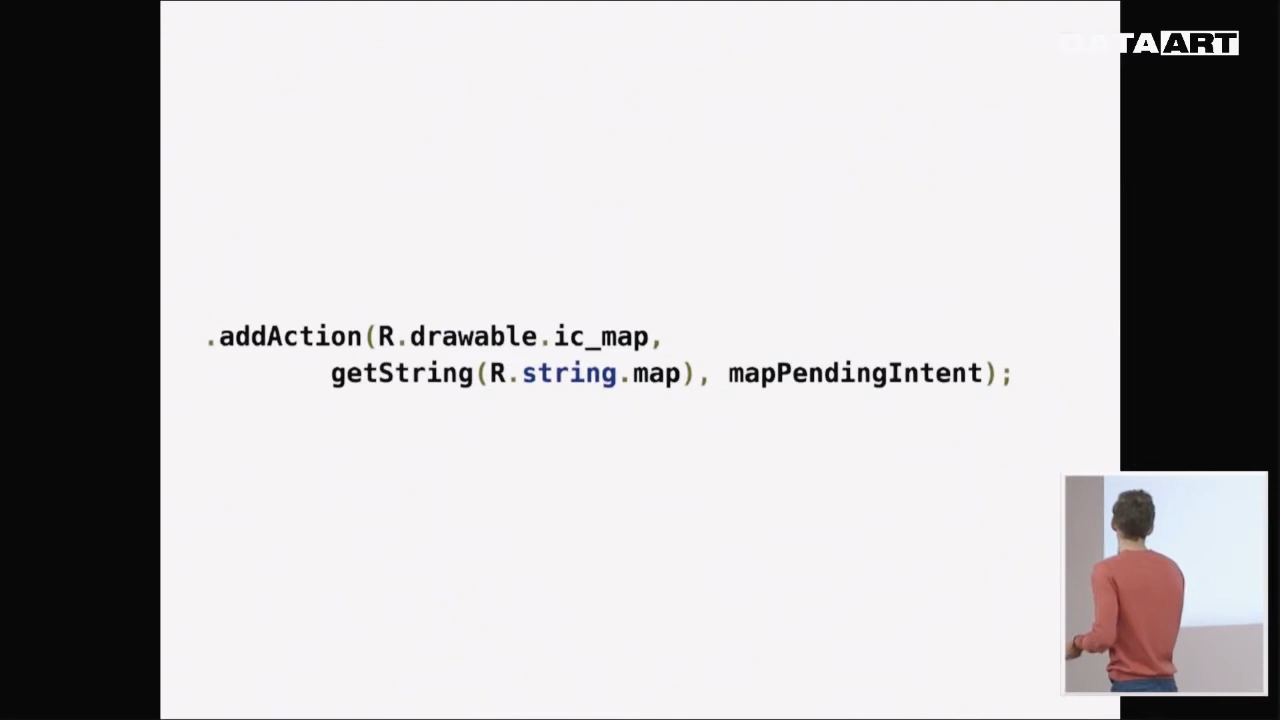 DATAART
.addAction(R.drawable.ic_map,
getString(R.string.map), mapPendingIntent);